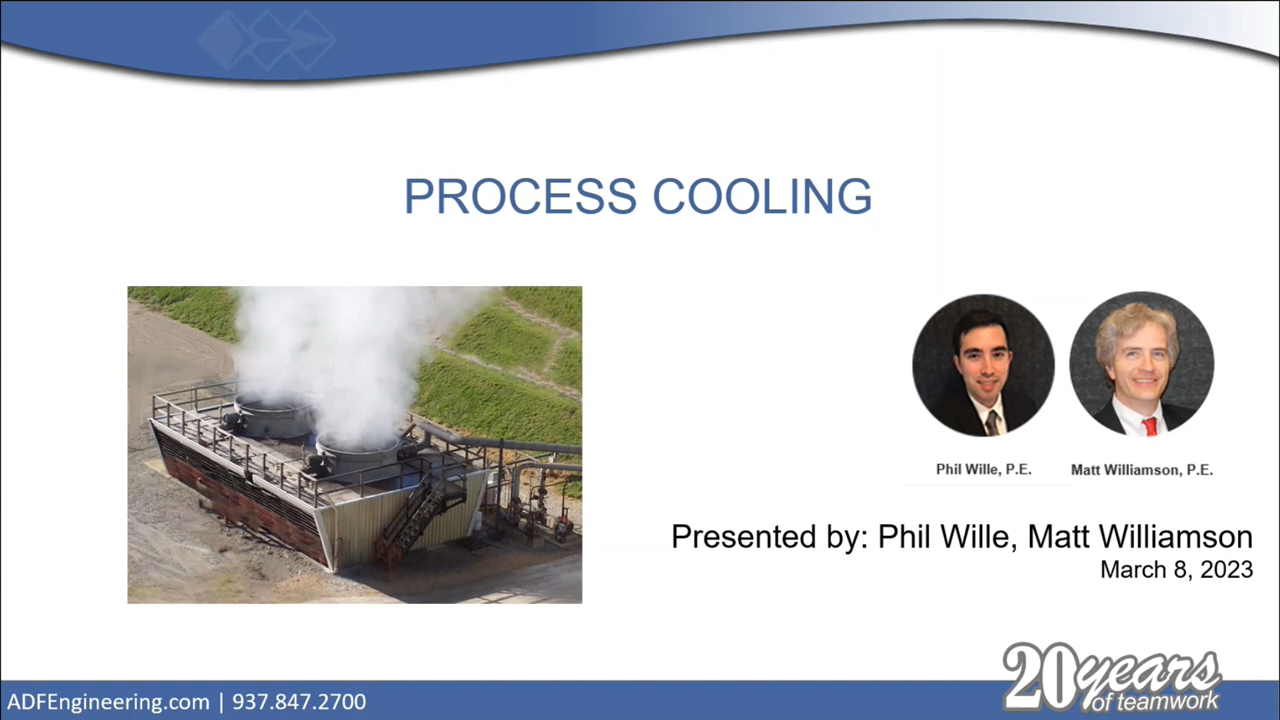 PROCESS COOLING
Phil Wille, P.E.
Matt Williamson, P.E.
Presented by: Phil Wille, Matt Williamson
March 8, 2023
20 years
of teamwork
ADFEngineering.com | 937.847.2700